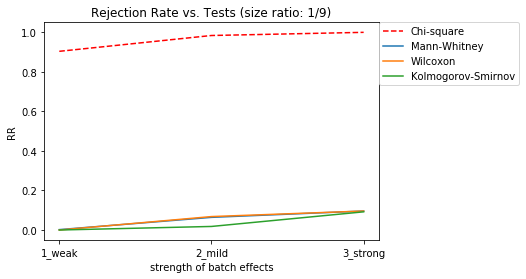 Rejection Rate vs. Tests (size ratio: 1/9)
Chi-square
Mann-Whitney
Wilcoxon
Kolmogorov-Smirnov
1.0
0.8
0.6
0.4
0.2
0.0
RR
1_weak
2_mild
3_strong
strength of batch effects